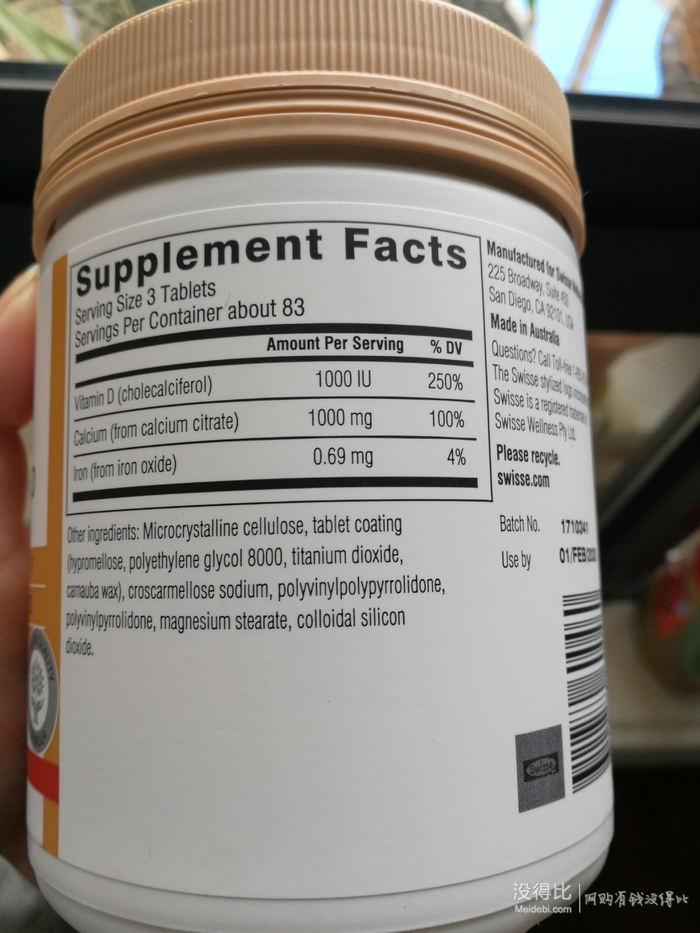 Supplement Facts
Serving Size 3 Tablets
Servings Per Container about 83
Amount Per Serving % DV
Vitamin D (cholecalciferol) 1000 IU 250%
Calcium (from calcium citrate) 1000 mg 100%
Iron (from iron oxide) 0.69 mg 4%
Other ingredients: Microcrystalline cellulose, tablet coating
(hypromellose, polyethylene glycol 8000, titanium dioxide,
carnauba wax), croscarmellose sodium, polyvinylpolypyrrolidone,
polyvinylpyrrolidone, magnesium stearate, colloidal silicon
dioxide.
Manufactured for Swisse
225 Broadway, Suite 450
San Diego, CA 92101, USA
Made in Australia
Questions? Call Toll-free
The Swisse stylized logo
Swisse is a registered trademark
Swisse Wellness Pty Ltd.
Please recycle.
swisse.com
Batch No. 1710341
Use by 01/FEB/
Swisse
没得比
Meidebi.com
网购有钱没得比